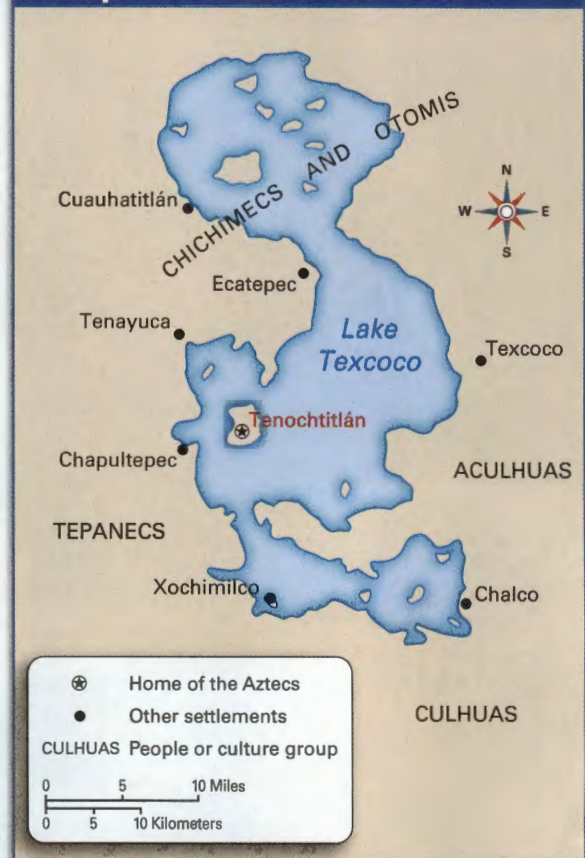 CHICHIMECS AND OTOMIS
N
W E
S
Cuauhatitlán
Ecatepec
Tenayuca
Lake
Texcoco
Texcoco
Tenochtitlán
Chapultepec
ACULHUAS
TEPANECS
Xochimilco
Chalco
CULHUAS
Home of the Aztecs
Other settlements
CULHUAS People or culture group
0 5 10 Miles
0 5 10 Kilometers